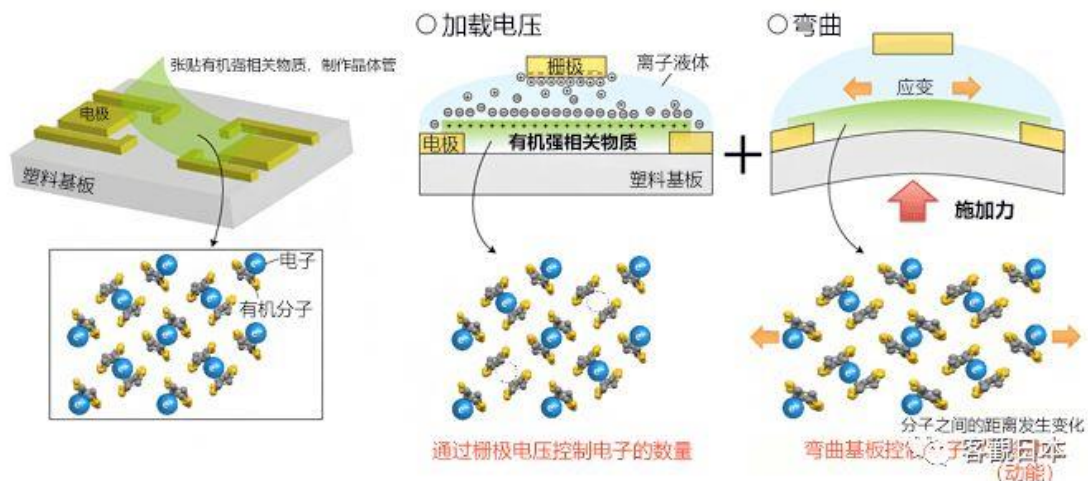 张贴有机强相关物质，制作晶体管
电极
塑料基板
电子
有机分子
○加载电压
栅极
离子液体
电极
有机强相关物质
塑料基板
通过栅极电压控制电子的数量
+
○弯曲
应变
施加力
分子之间的距离发生变化
弯曲基板控
子
（动能）
客觀日本